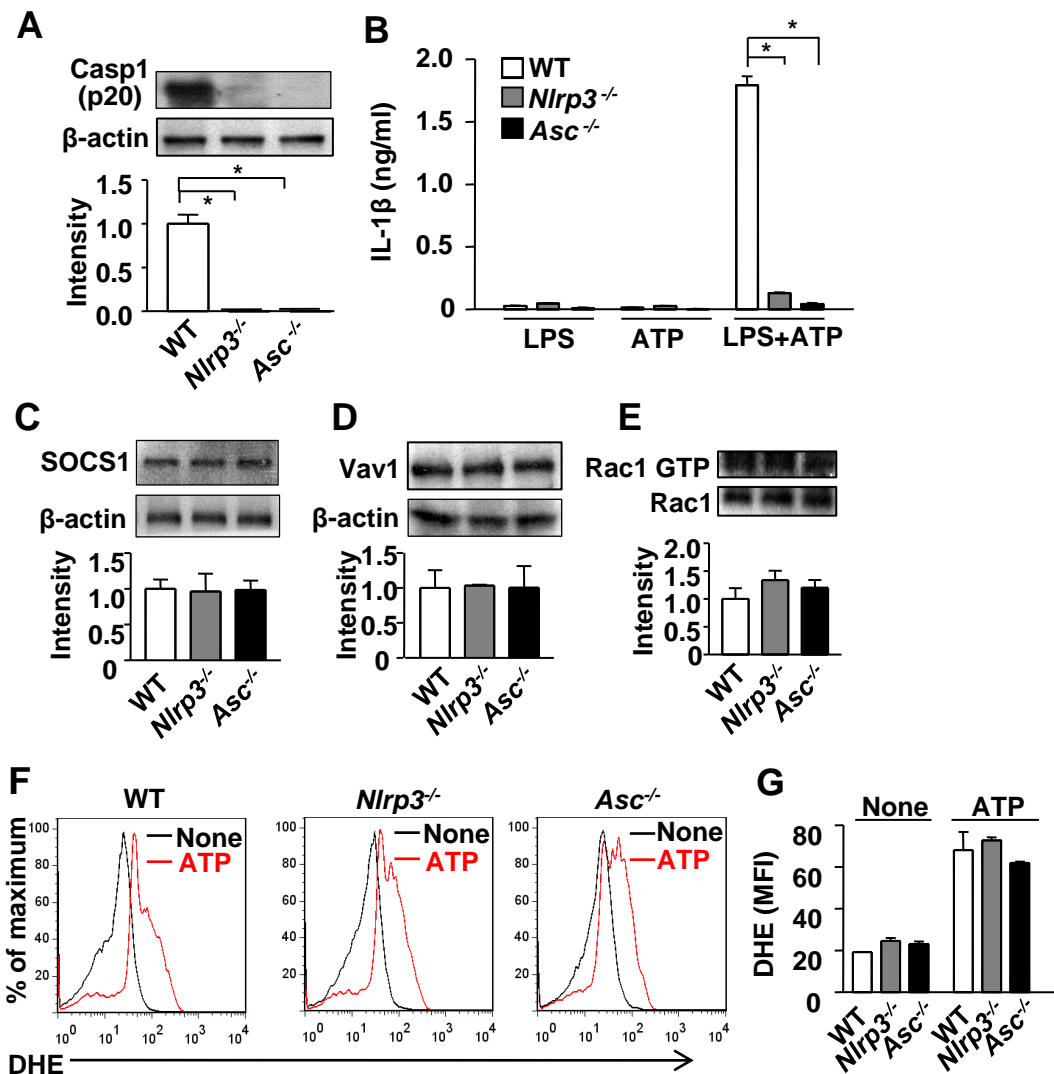 A
Casp1
(p20)
β-actin
*
*
Intensity
1.5
1.0
0.5
0.0
WT
Nlrp3-/-
Asc-/-
B
WT
Nlrp3-/-
Asc-/-
*
*
IL-1β (ng/ml)
2.0
1.5
1.0
0.5
0
LPS
ATP
LPS+ATP
C
SOCS1
β-actin
Intensity
1.5
1.0
0.5
0
WT
Nlrp3-/-
Asc-/-
D
Vav1
β-actin
Intensity
1.5
1.0
0.5
0
WT
Nlrp3-/-
Asc-/-
E
Rac1 GTP
Rac1
Intensity
2.0
1.5
1.0
0.5
0
WT
Nlrp3-/-
Asc-/-
F
% of maximum
WT
None
ATP
100
80
60
40
20
10^0 10^1 10^2 10^3 10^4
Nlrp3-/-
None
ATP
100
80
60
40
20
10^0 10^1 10^2 10^3 10^4
Asc-/-
None
ATP
100
80
60
40
20
10^0 10^1 10^2 10^3 10^4
DHE
G
None
ATP
DHE (MFI)
80
60
40
20
0
WT
Nlrp3-/-
Asc-/-
WT
Nlrp3-/-
Asc-/-